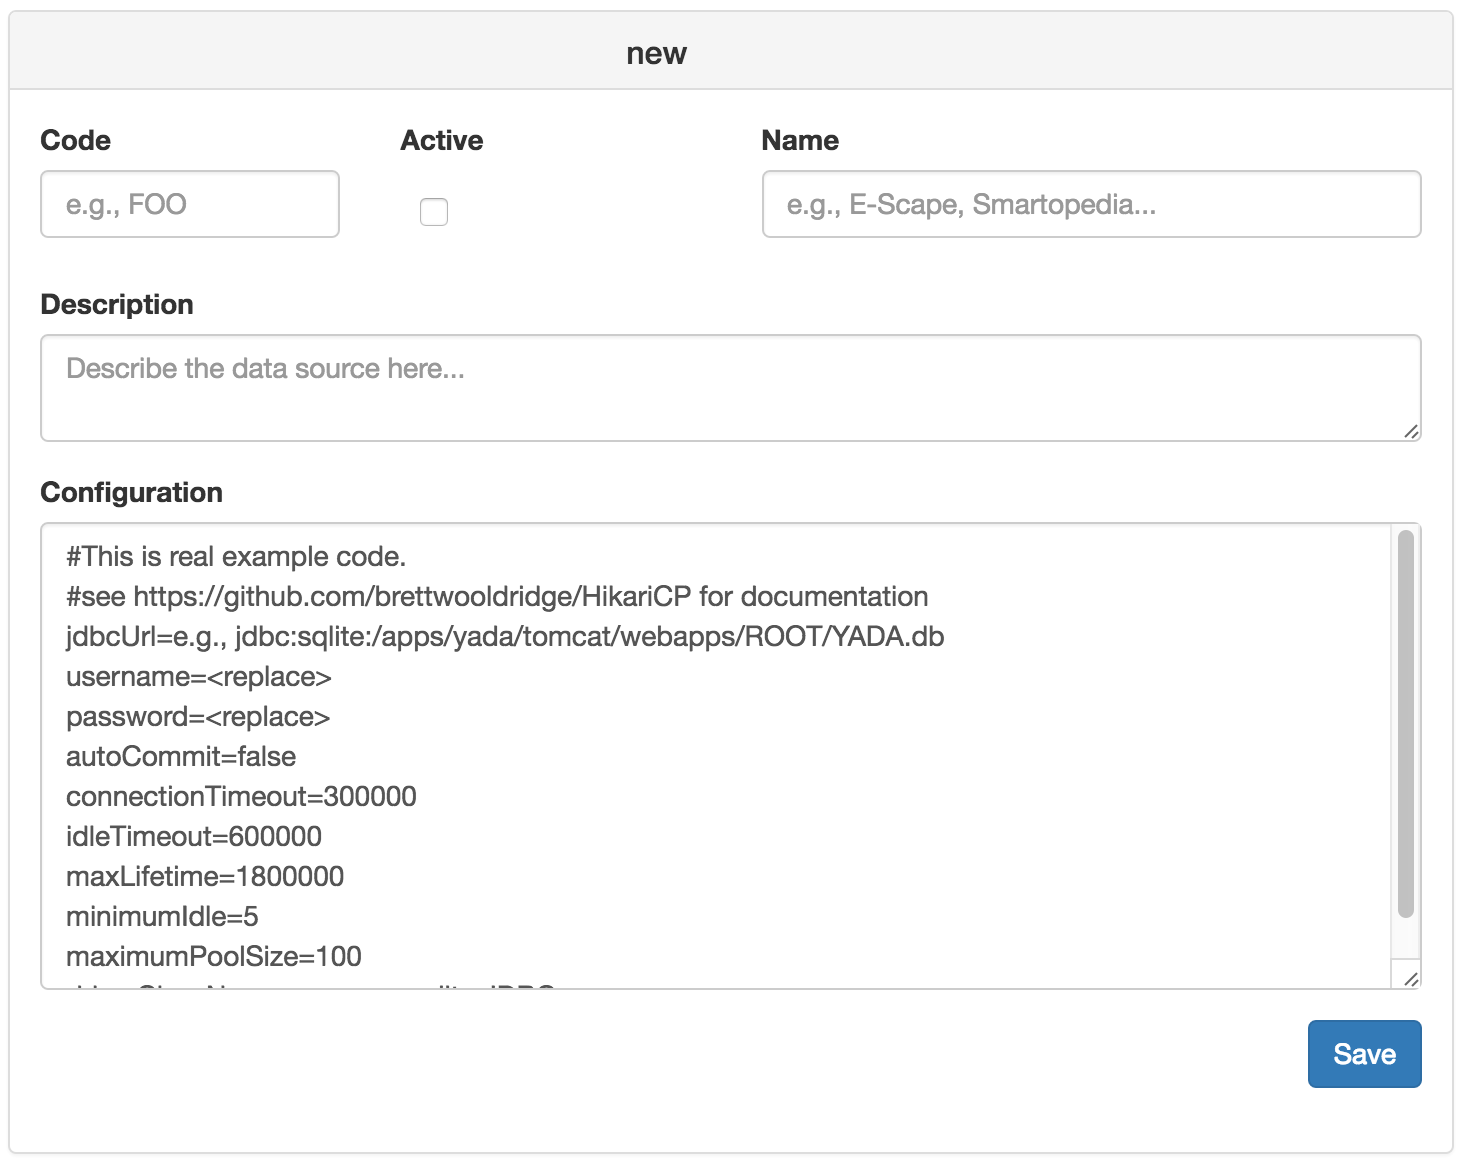 new
Code
Active
Name
e.g., FOO
e.g., E-Scape, Smartopedia...
Description
Describe the data source here...
Configuration
#This is real example code.
#see https://github.com/brettwooldridge/HikariCP for documentation
jdbcUrl=e.g., jdbc:sqlite:/apps/yada/tomcat/webapps/ROOT/YADA.db
username=<replace>
password=<replace>
autoCommit=false
connectionTimeout=300000
idleTimeout=600000
maxLifetime=1800000
minimumIdle=5
maximumPoolSize=100
Save